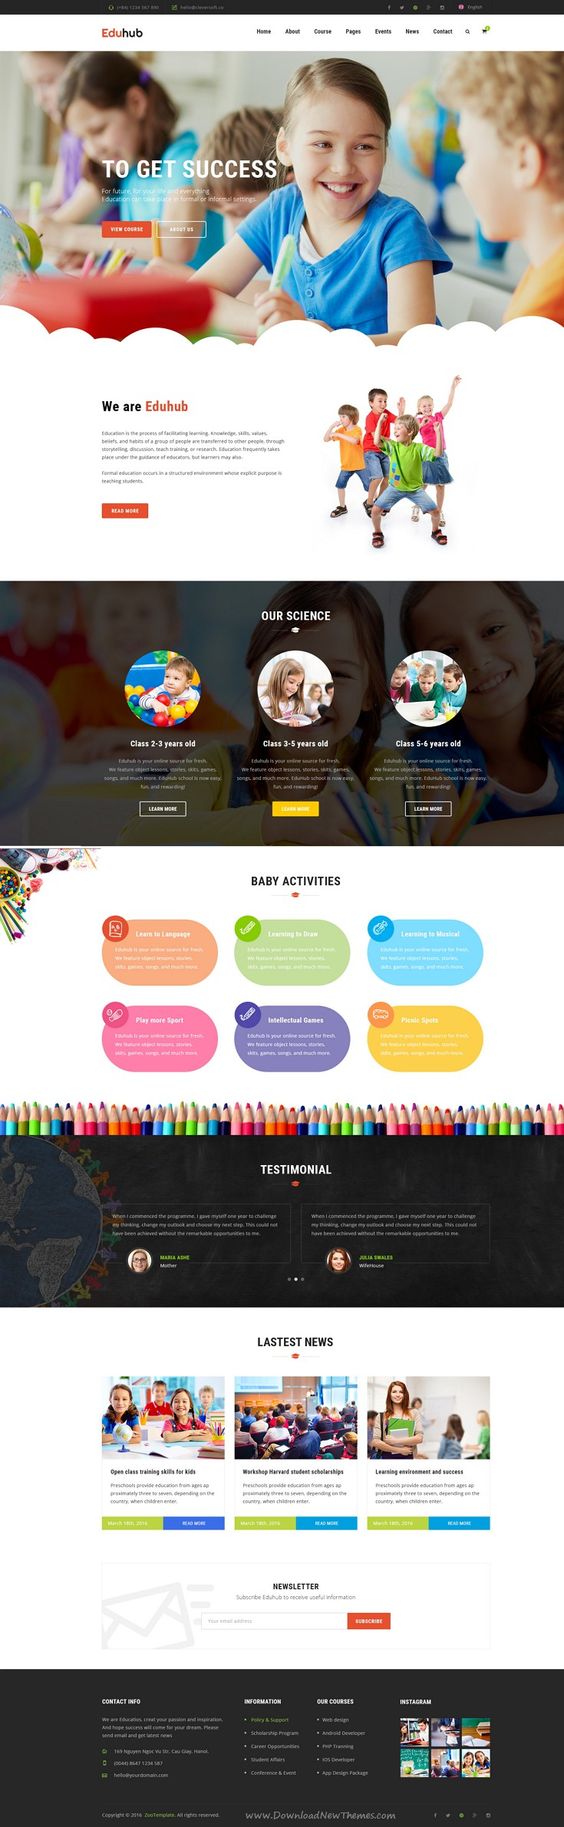 (+84) 1234 567 890 hello@cleversoft.co English
Eduhub Home About Course Pages Events News Contact
TO GET SUCCESS
For future, for your life and everything
Education can take place in formal or informal settings.
VIEW COURSE ABOUT US
We are Eduhub
Education is the process of facilitating learning. Knowledge, skills, values,
beliefs, and habits of a group of people are transferred to other people, through
storytelling, discussion, teach training, or research. Education frequently takes
place under the guidance of educators, but learners may also.
Formal education occurs in a structured environment whose explicit purpose is
teaching students.
READ MORE
OUR SCIENCE
Class 2-3 years old
Eduhub is your online source for fresh.
We feature object lessons, stories, skits, games,
songs, and much more. EduHub school is now easy,
fun, and rewarding!
LEARN MORE
Class 3-5 years old
Eduhub is your online source for fresh.
We feature object lessons, stories, skits, games,
songs, and much more. EduHub school is now easy,
fun, and rewarding!
LEARN MORE
Class 5-6 years old
Eduhub is your online source for fresh.
We feature object lessons, stories, skits, games,
songs, and much more. EduHub school is now easy,
fun, and rewarding!
LEARN MORE
BABY ACTIVITIES
Learn to Language
Eduhub is your online source for fresh.
We feature object lessons, stories,
skits, games, songs, and much more.
Learning to Draw
Eduhub is your online source for fresh.
We feature object lessons, stories,
skits, games, songs, and much more.
Learning to Musical
Eduhub is your online source for fresh.
We feature object lessons, stories,
skits, games, songs, and much more.
Play more Sport
Eduhub is your online source for fresh.
We feature object lessons, stories,
skits, games, songs, and much more.
Intellectual Games
Eduhub is your online source for fresh.
We feature object lessons, stories,
skits, games, songs, and much more.
Picnic Spots
Eduhub is your online source for fresh.
We feature object lessons, stories,
skits, games, songs, and much more.
TESTIMONIAL
When I commenced the programme, I gave myself one year to challenge
my thinking, change my outlook and choose my next step. This could not
have been achieved without the remarkable opportunities to me.
MARIA ASHE
Mother
When I commenced the programme, I gave myself one year to challenge
my thinking, change my outlook and choose my next step. This could not
have been achieved without the remarkable opportunities to me.
JULIA SWALES
WifeHouse
LASTEST NEWS
Open class training skills for kids
Preschools provide education from ages ap
proximately three to seven, depending on the
country, when children enter.
March 18th, 2016 READ MORE
Workshop Harvard student scholarships
Preschools provide education from ages ap
proximately three to seven, depending on the
country, when children enter.
March 18th, 2016 READ MORE
Learning environment and success
Preschools provide education from ages ap
proximately three to seven, depending on the
country, when children enter.
March 18th, 2016 READ MORE
NEWSLETTER
Subscribe Eduhub to receive useful information
Your email address SUBSCRIBE
CONTACT INFO
We are Education, creat your passion and inspiration.
And hope success will come for your dream. Please
send email and get latest news
169 Nguyen Ngoc Vu Str, Cau Giay, Hanoi.
(0044) 8647 1234 587
hello@yourdomain.com
INFORMATION
Policy & Support
Scholarship Program
Career Opportunities
Student Affairs
Conference & Event
OUR COURSES
Web design
Android Developer
PHP Tranning
IOS Developer
App Design Package
INSTAGRAM
Copyright © 2016 ZooTemplate. All rights reserved.
www.DownloadNewThemes.com